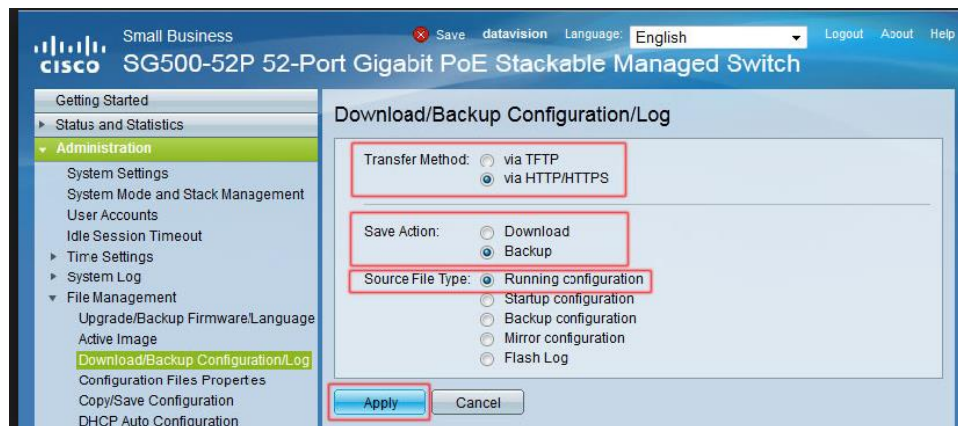 Small Business
Save datavision Language: English Logout About Help
CISCO SG500-52P 52-Port Gigabit PoE Stackable Managed Switch
Getting Started
Status and Statistics
Administration
System Settings
System Mode and Stack Management
User Accounts
Idle Session Timeout
Time Settings
System Log
File Management
Upgrade/Backup Firmware/Language
Active Image
Download/Backup Configuration/Log
Configuration Files Properties
Copy/Save Configuration
DHCP Auto Configuration
Download/Backup Configuration/Log
Transfer Method: via TFTP
via HTTP/HTTPS
Save Action: Download
Backup
Source File Type: Running configuration
Startup configuration
Backup configuration
Mirror configuration
Flash Log
Apply Cancel